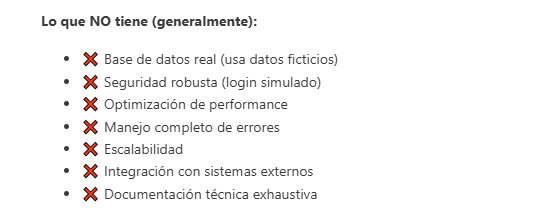 Lo que NO tiene (generalmente):
• ❌ Base de datos real (usa datos ficticios)
• ❌ Seguridad robusta (login simulado)
• ❌ Optimización de performance
• ❌ Manejo completo de errores
• ❌ Escalabilidad
• ❌ Integración con sistemas externos
• ❌ Documentación técnica exhaustiva